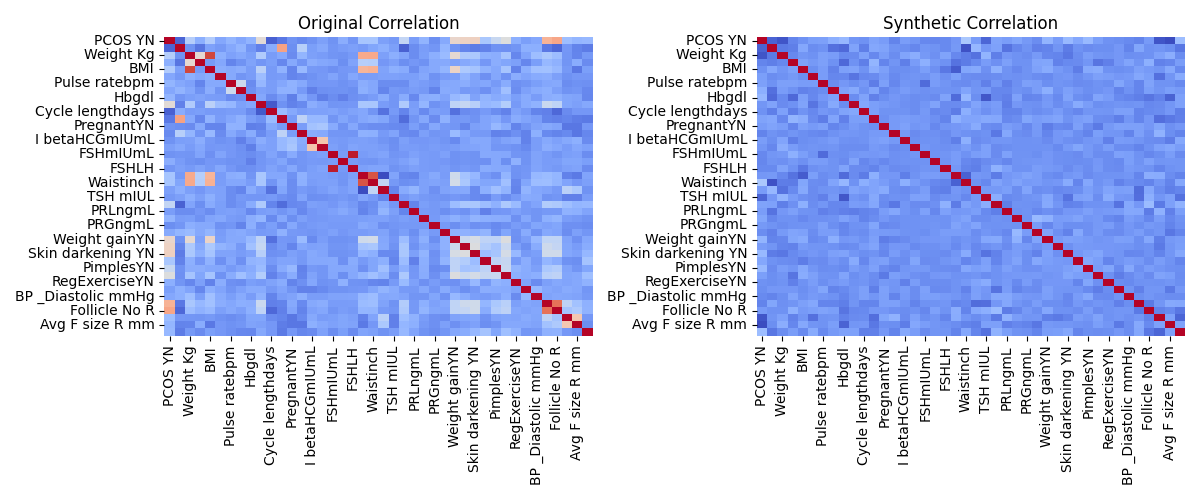 Original Correlation
PCOS YN
Weight Kg
BMI
Pulse ratebpm
Hbgdl
Cycle lengthdays
PregnantYN
I betaHCGmIUmL
FSHmIUmL
FSHLH
Waistinch
TSH mIUL
PRLngmL
PRGngmL
Weight gainYN
Skin darkening YN
PimplesYN
RegExerciseYN
BP _Diastolic mmHg
Follicle No R
Avg F size R mm
PCOS YN
Weight Kg
BMI
Pulse ratebpm
Hbgdl
Cycle lengthdays
PregnantYN
I betaHCGmIUmL
FSHmIUmL
FSHLH
Waistinch
TSH mIUL
PRLngmL
PRGngmL
Weight gainYN
Skin darkening YN
PimplesYN
RegExerciseYN
BP _Diastolic mmHg
Follicle No R
Avg F size R mm
Synthetic Correlation
PCOS YN
Weight Kg
BMI
Pulse ratebpm
Hbgdl
Cycle lengthdays
PregnantYN
I betaHCGmIUmL
FSHmIUmL
FSHLH
Waistinch
TSH mIUL
PRLngmL
PRGngmL
Weight gainYN
Skin darkening YN
PimplesYN
RegExerciseYN
BP _Diastolic mmHg
Follicle No R
Avg F size R mm
PCOS YN
Weight Kg
BMI
Pulse ratebpm
Hbgdl
Cycle lengthdays
PregnantYN
I betaHCGmIUmL
FSHmIUmL
FSHLH
Waistinch
TSH mIUL
PRLngmL
PRGngmL
Weight gainYN
Skin darkening YN
PimplesYN
RegExerciseYN
BP _Diastolic mmHg
Follicle No R
Avg F size R mm